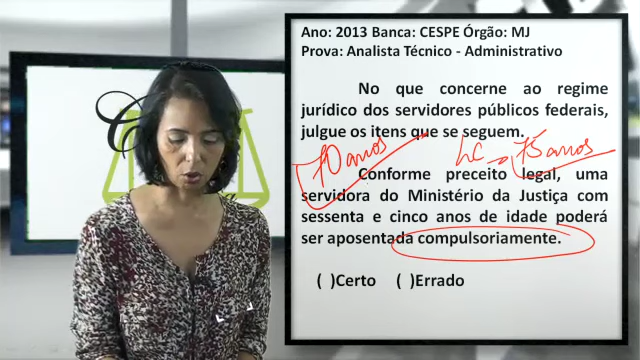 Ano: 2013 Banca: CESPE Órgão: MJ
Prova: Analista Técnico - Administrativo
No que concerne ao regime
jurídico dos servidores públicos federais,
julgue os itens que se seguem.
70 anos
LC → 75 anos
Conforme preceito legal, uma
servidora do Ministério da Justiça com
sessenta e cinco anos de idade poderá
ser aposentada compulsoriamente.
( )Certo ( )Errado